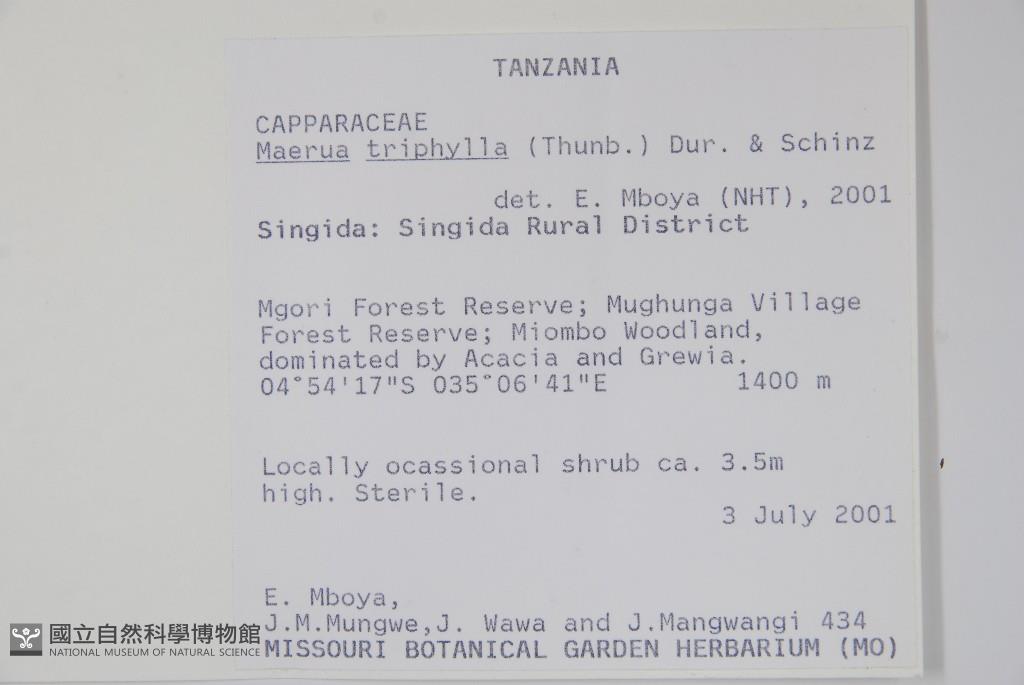 TANZANIA
CAPPARACEAE
Maerua triphylla (Thunb.) Dur. & Schinz
det. E. Mboya (NHT), 2001
Singida: Singida Rural District
Mgori Forest Reserve; Mughunga Village
Forest Reserve; Miombo Woodland,
dominated by Acacia and Grewia.
04°54'17"S 035°06'41"E 1400 m
Locally ocassional shrub ca. 3.5m
high. Sterile.
3 July 2001
E. Mboya,
J.M.Mungwe,J. Wawa and J.Mangwangi 434
MISSOURI BOTANICAL GARDEN HERBARIUM (MO)
國立自然科學博物館
NATIONAL MUSEUM OF NATURAL SCIENCE